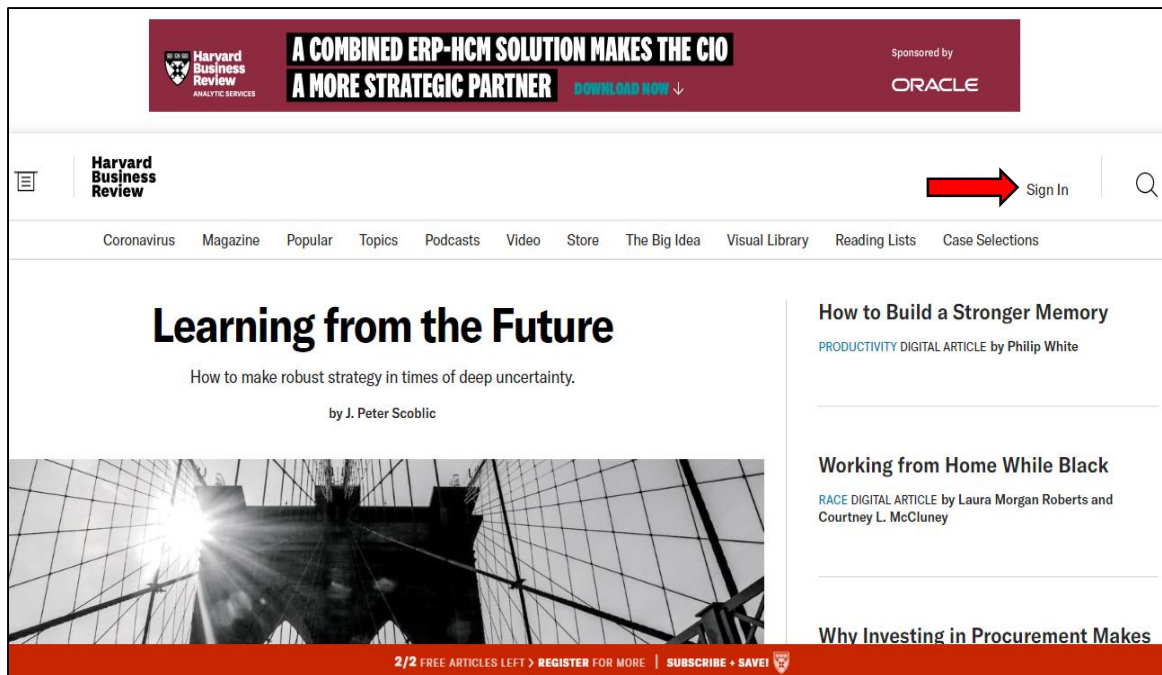 Harvard
Business
Review
ANALYTIC SERVICES
A COMBINED ERP-HCM SOLUTION MAKES THE CIO
A MORE STRATEGIC PARTNER DOWNLOAD NOW ↓
Sponsored by
ORACLE
Harvard
Business
Review
Sign In
Coronavirus Magazine Popular Topics Podcasts Video Store The Big Idea Visual Library Reading Lists Case Selections
Learning from the Future
How to make robust strategy in times of deep uncertainty.
by J. Peter Scoblic
How to Build a Stronger Memory
PRODUCTIVITY DIGITAL ARTICLE by Philip White
Working from Home While Black
RACE DIGITAL ARTICLE by Laura Morgan Roberts and
Courtney L. McCluney
Why Investing in Procurement Makes
2/2 FREE ARTICLES LEFT > REGISTER FOR MORE | SUBSCRIBE + SAVE!